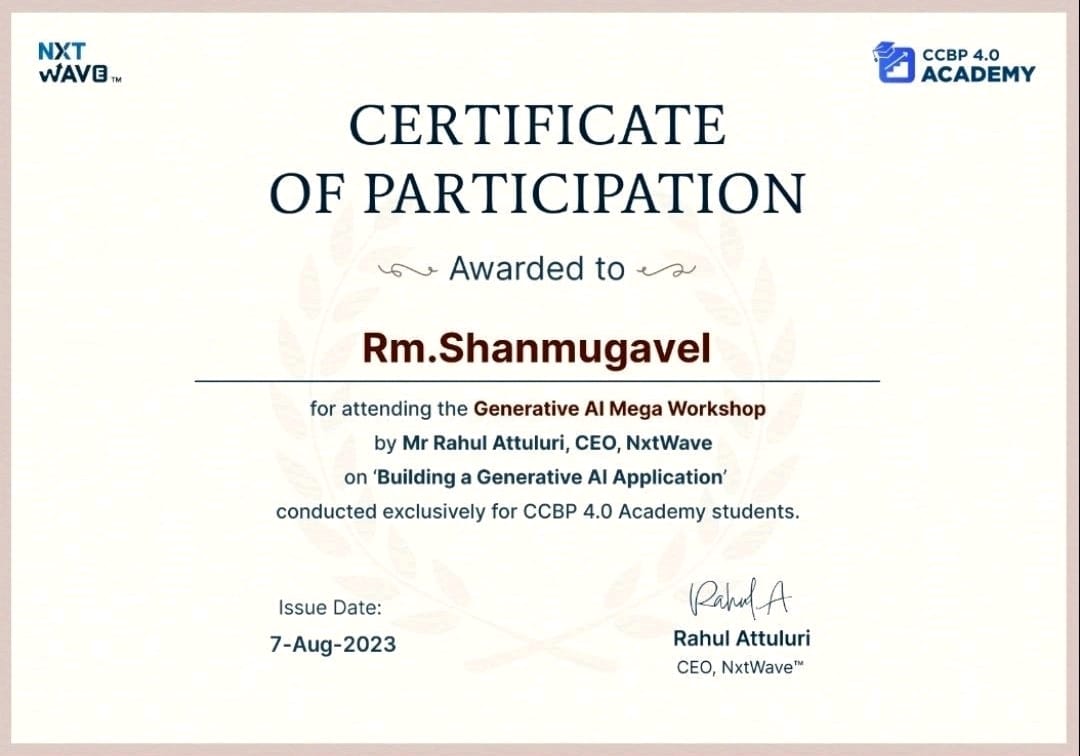 NXT
WAVE™
CCBP 4.0
ACADEMY
CERTIFICATE
OF PARTICIPATION
Awarded to
Rm.Shanmugavel
for attending the Generative AI Mega Workshop
by Mr Rahul Attuluri, CEO, NxtWave
on ‘Building a Generative AI Application’
conducted exclusively for CCBP 4.0 Academy students.
Issue Date:
7-Aug-2023
Rahul A
Rahul Attuluri
CEO, NxtWave™